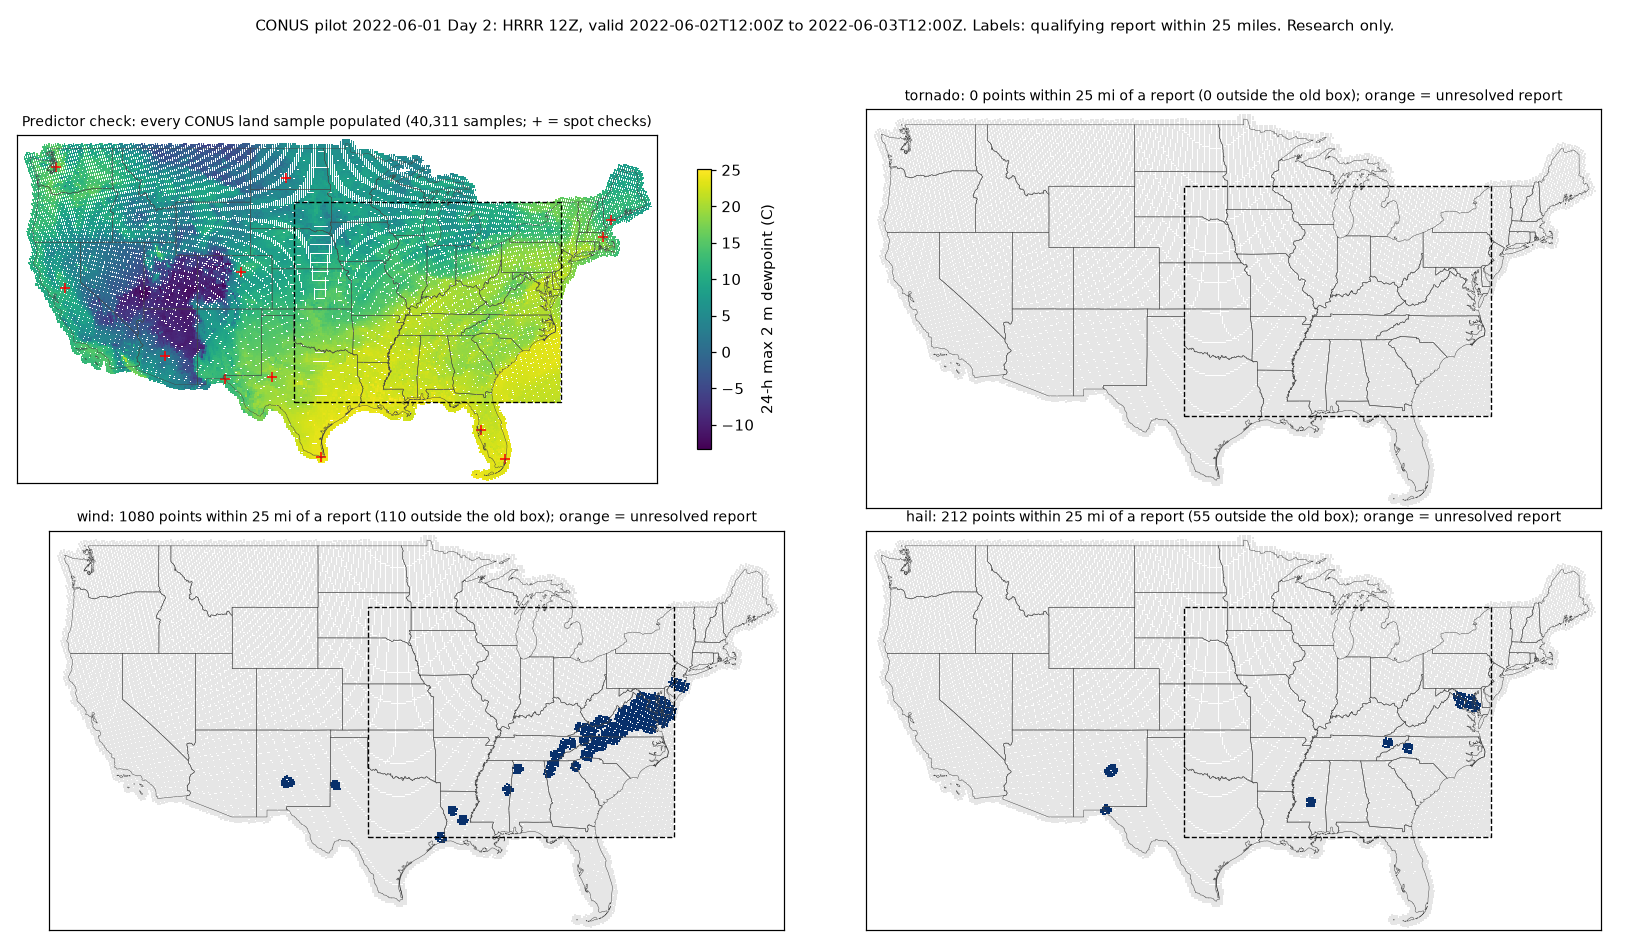 CONUS pilot 2022-06-01 Day 2: HRRR 12Z, valid 2022-06-02T12:00Z to 2022-06-03T12:00Z. Labels: qualifying report within 25 miles. Research only.
Predictor check: every CONUS land sample populated (40,311 samples; + = spot checks)
25
20
15
10
5
0
−5
−10
24-h max 2 m dewpoint (C)
tornado: 0 points within 25 mi of a report (0 outside the old box); orange = unresolved report
wind: 1080 points within 25 mi of a report (110 outside the old box); orange = unresolved report
hail: 212 points within 25 mi of a report (55 outside the old box); orange = unresolved report